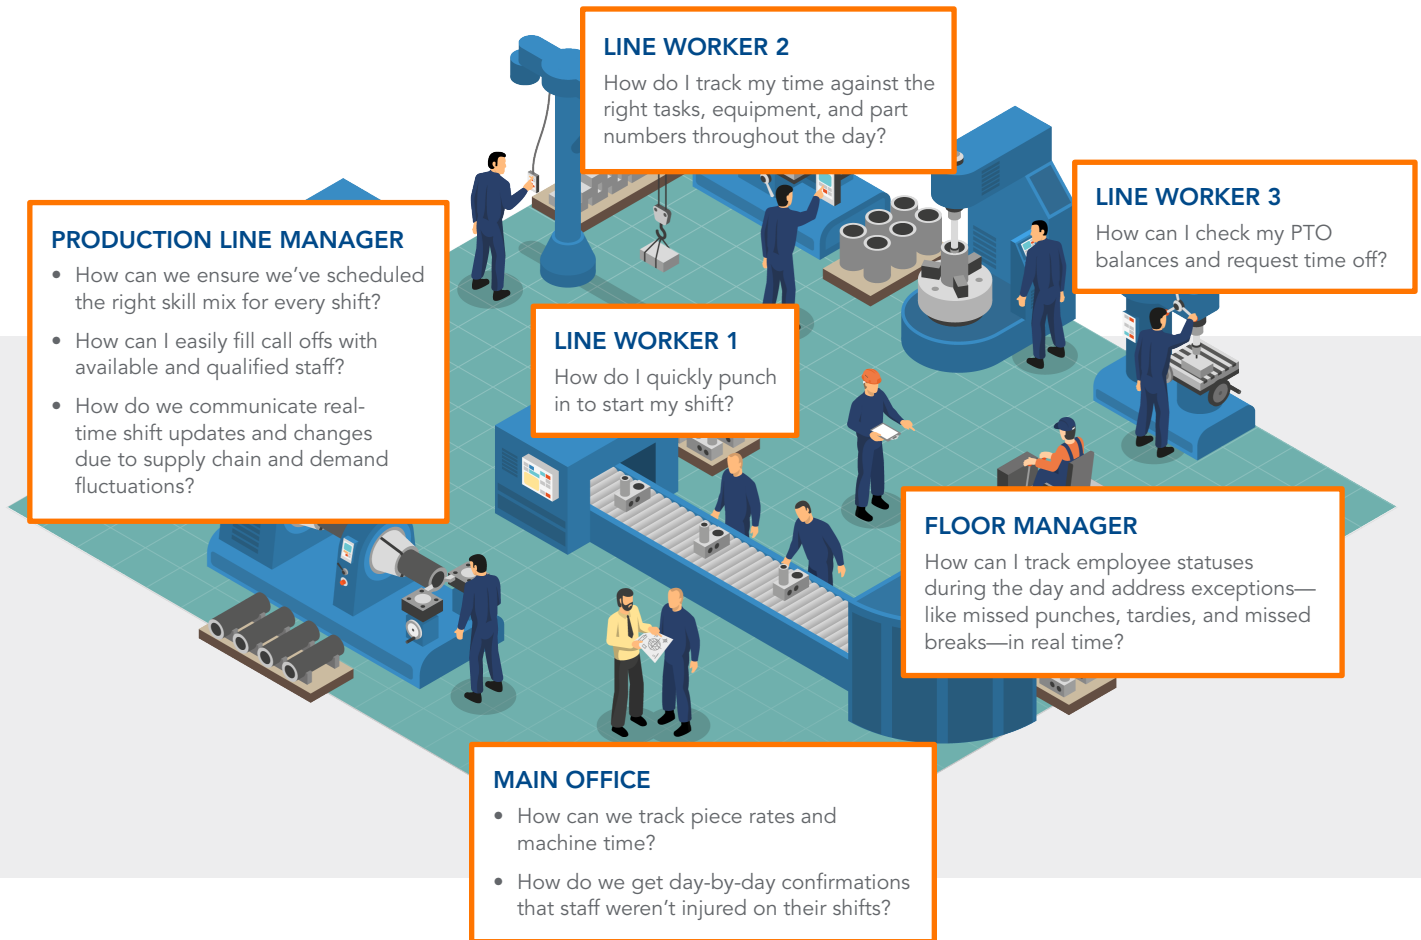 LINE WORKER 2
How do I track my time against the
right tasks, equipment, and part
numbers throughout the day?
LINE WORKER 3
How can I check my PTO
balances and request time off?
PRODUCTION LINE MANAGER
• How can we ensure we’ve scheduled
the right skill mix for every shift?
• How can I easily fill call offs with
available and qualified staff?
• How do we communicate real-
time shift updates and changes
due to supply chain and demand
fluctuations?
LINE WORKER 1
How do I quickly punch
in to start my shift?
FLOOR MANAGER
How can I track employee statuses
during the day and address exceptions—
like missed punches, tardies, and missed
breaks—in real time?
MAIN OFFICE
• How can we track piece rates and
machine time?
• How do we get day-by-day confirmations
that staff weren’t injured on their shifts?